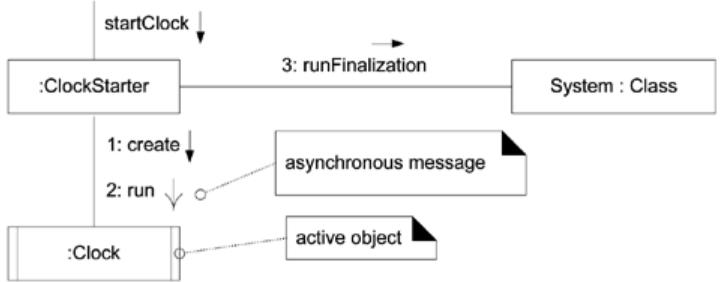 startClock
3: runFinalization
:ClockStarter
System : Class
1: create
asynchronous message
2: run
active object
:Clock